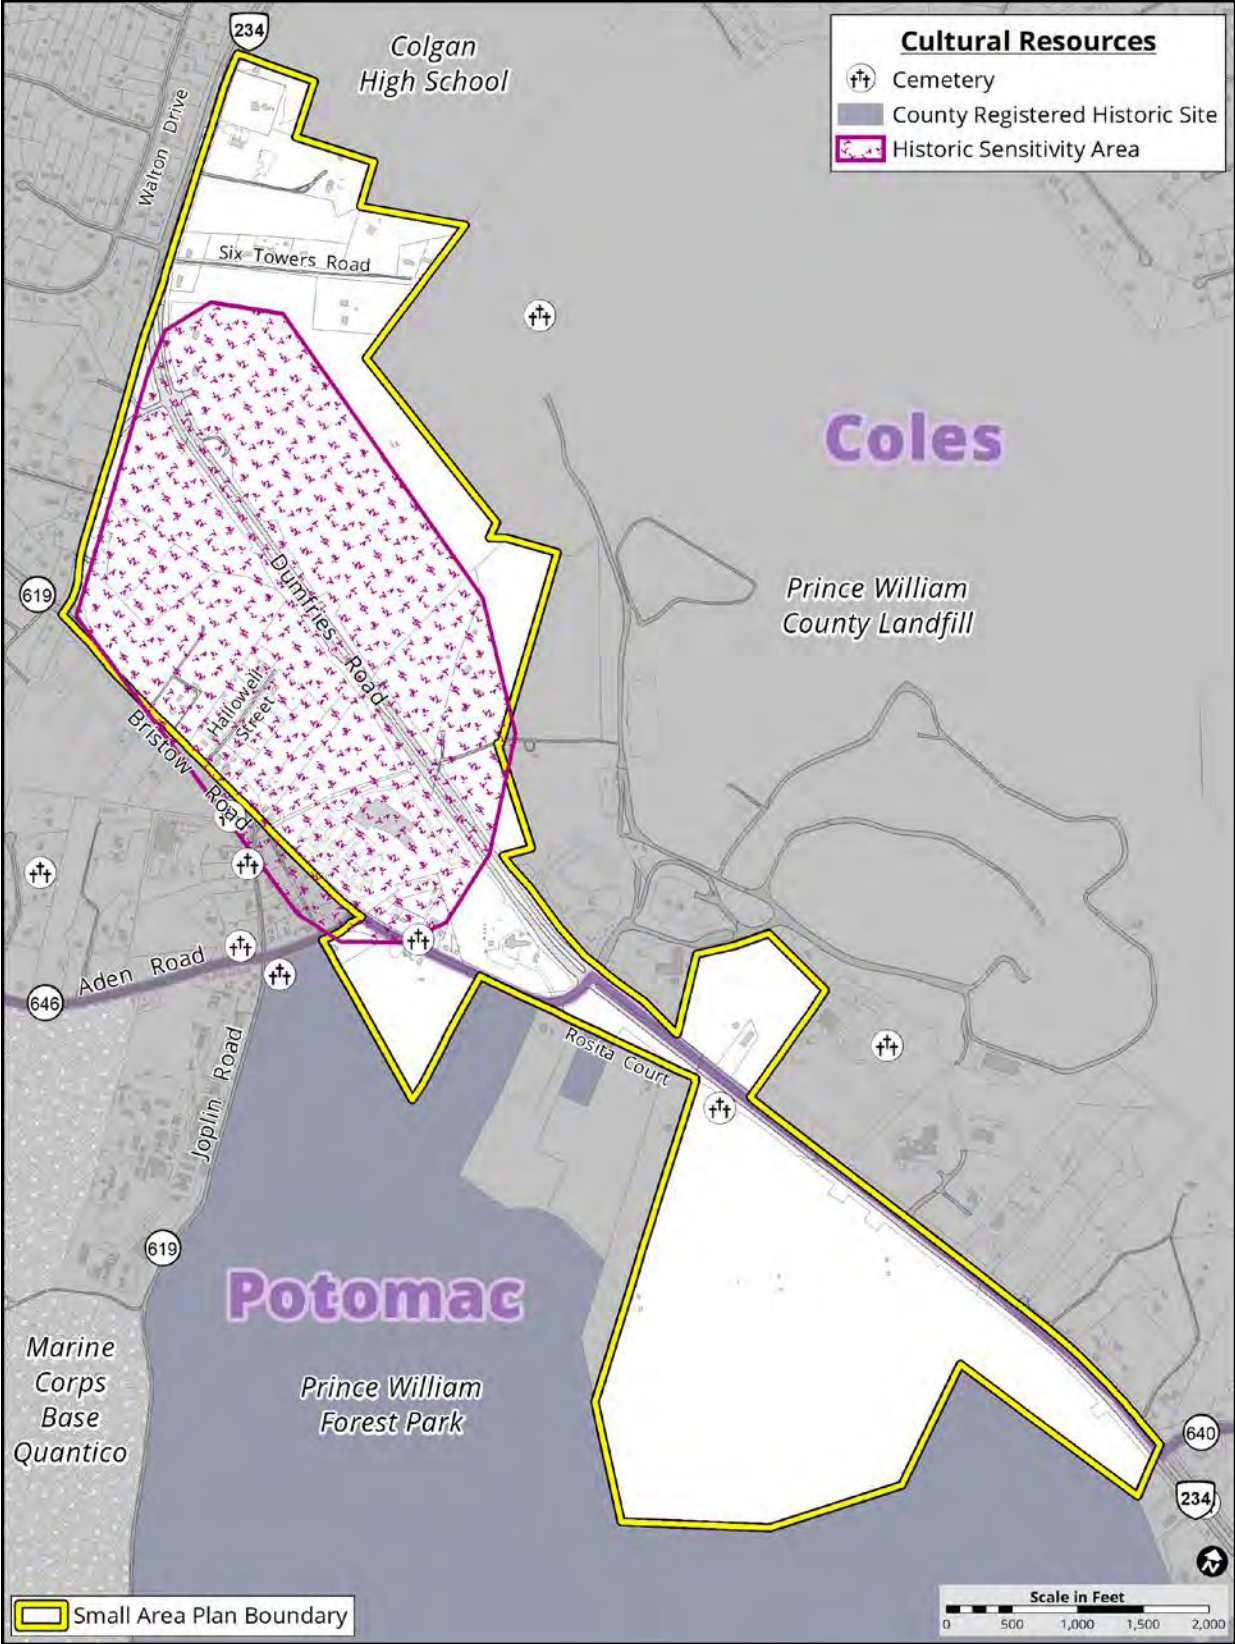 234
Colgan
High School
Cultural Resources
Cemetery
County Registered Historic Site
Historic Sensitivity Area
Walton Drive
Six Towers Road
Coles
Dumfries Road
Prince William
County Landfill
619
Hallowell
Street
Bristow Road
Aden Road
646
Rosita Court
Joplin Road
619
Potomac
Marine
Corps
Base
Quantico
Prince William
Forest Park
640
234
N
Small Area Plan Boundary
Scale in Feet
0 500 1,000 1,500 2,000